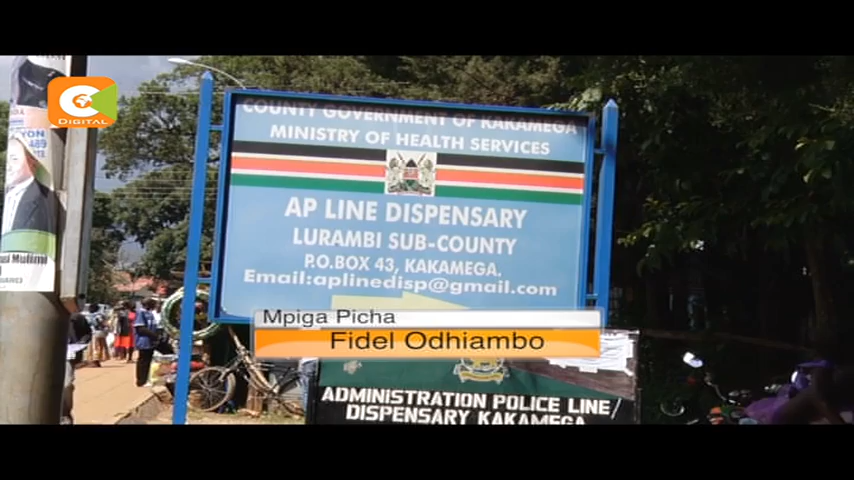 C
DIGITAL
COUNTY GOVERNMENT OF KAKAMEGA
MINISTRY OF HEALTH SERVICES
AP LINE DISPENSARY
LURAMBI SUB-COUNTY
P.O.BOX 43, KAKAMEGA.
Email:aplinedisp@gmail.com
Mpiga Picha
Fidel Odhiambo
ADMINISTRATION POLICE LINE/
DISPENSARY KAKAMEGA